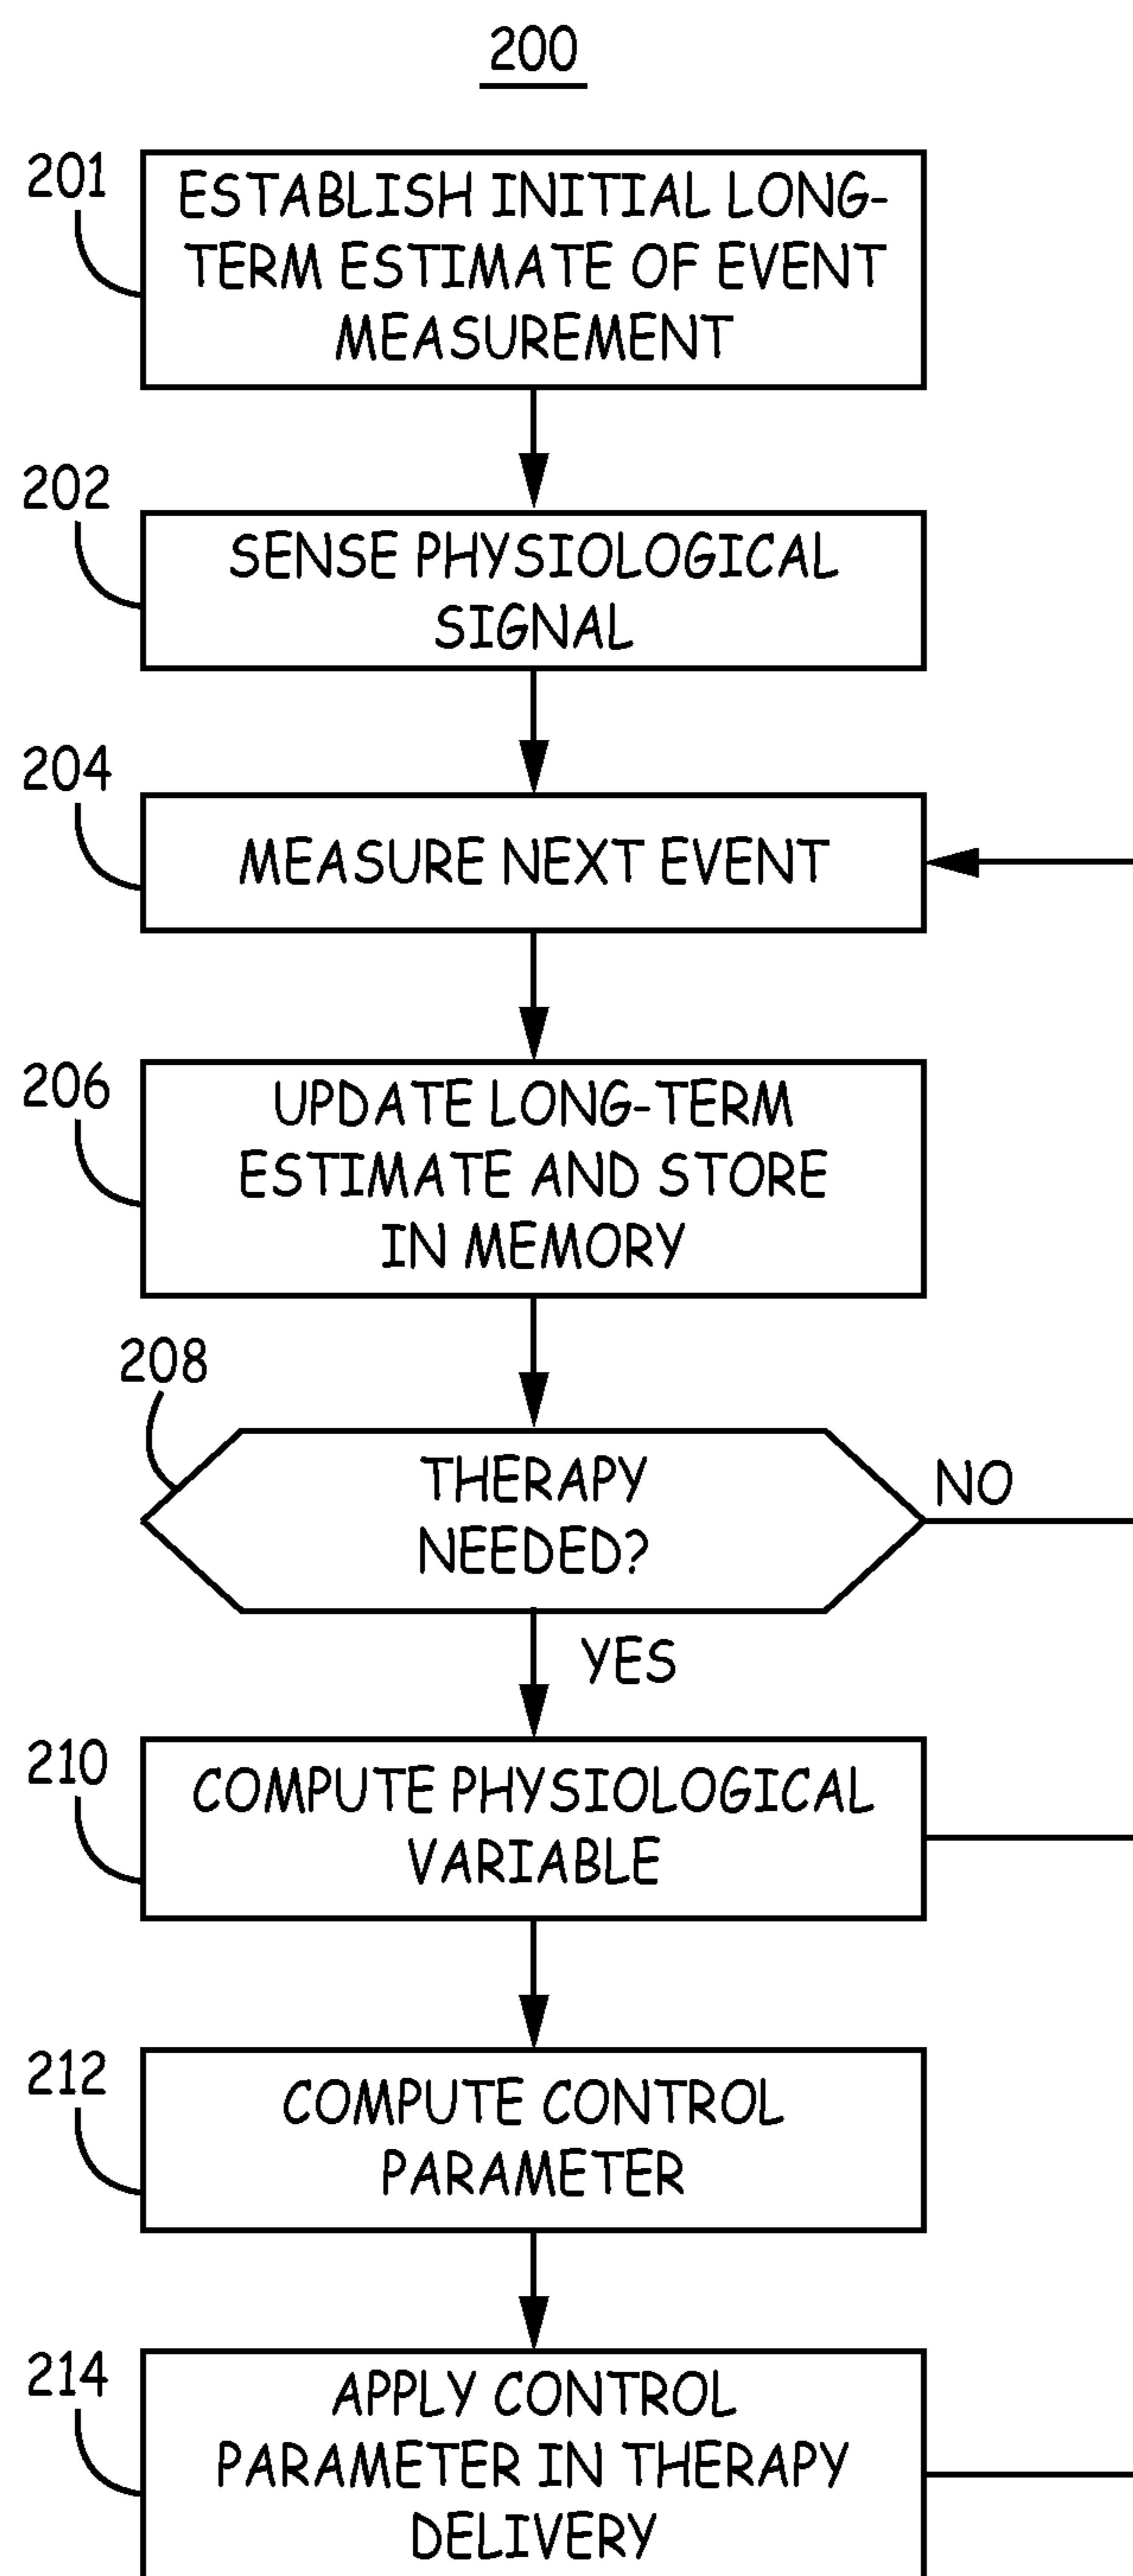 200
201
ESTABLISH INITIAL LONG-
TERM ESTIMATE OF EVENT
MEASUREMENT
202
SENSE PHYSIOLOGICAL
SIGNAL
204
MEASURE NEXT EVENT
206
UPDATE LONG-TERM
ESTIMATE AND STORE
IN MEMORY
208
THERAPY
NEEDED?
NO
YES
210
COMPUTE PHYSIOLOGICAL
VARIABLE
212
COMPUTE CONTROL
PARAMETER
214
APPLY CONTROL
PARAMETER IN THERAPY
DELIVERY